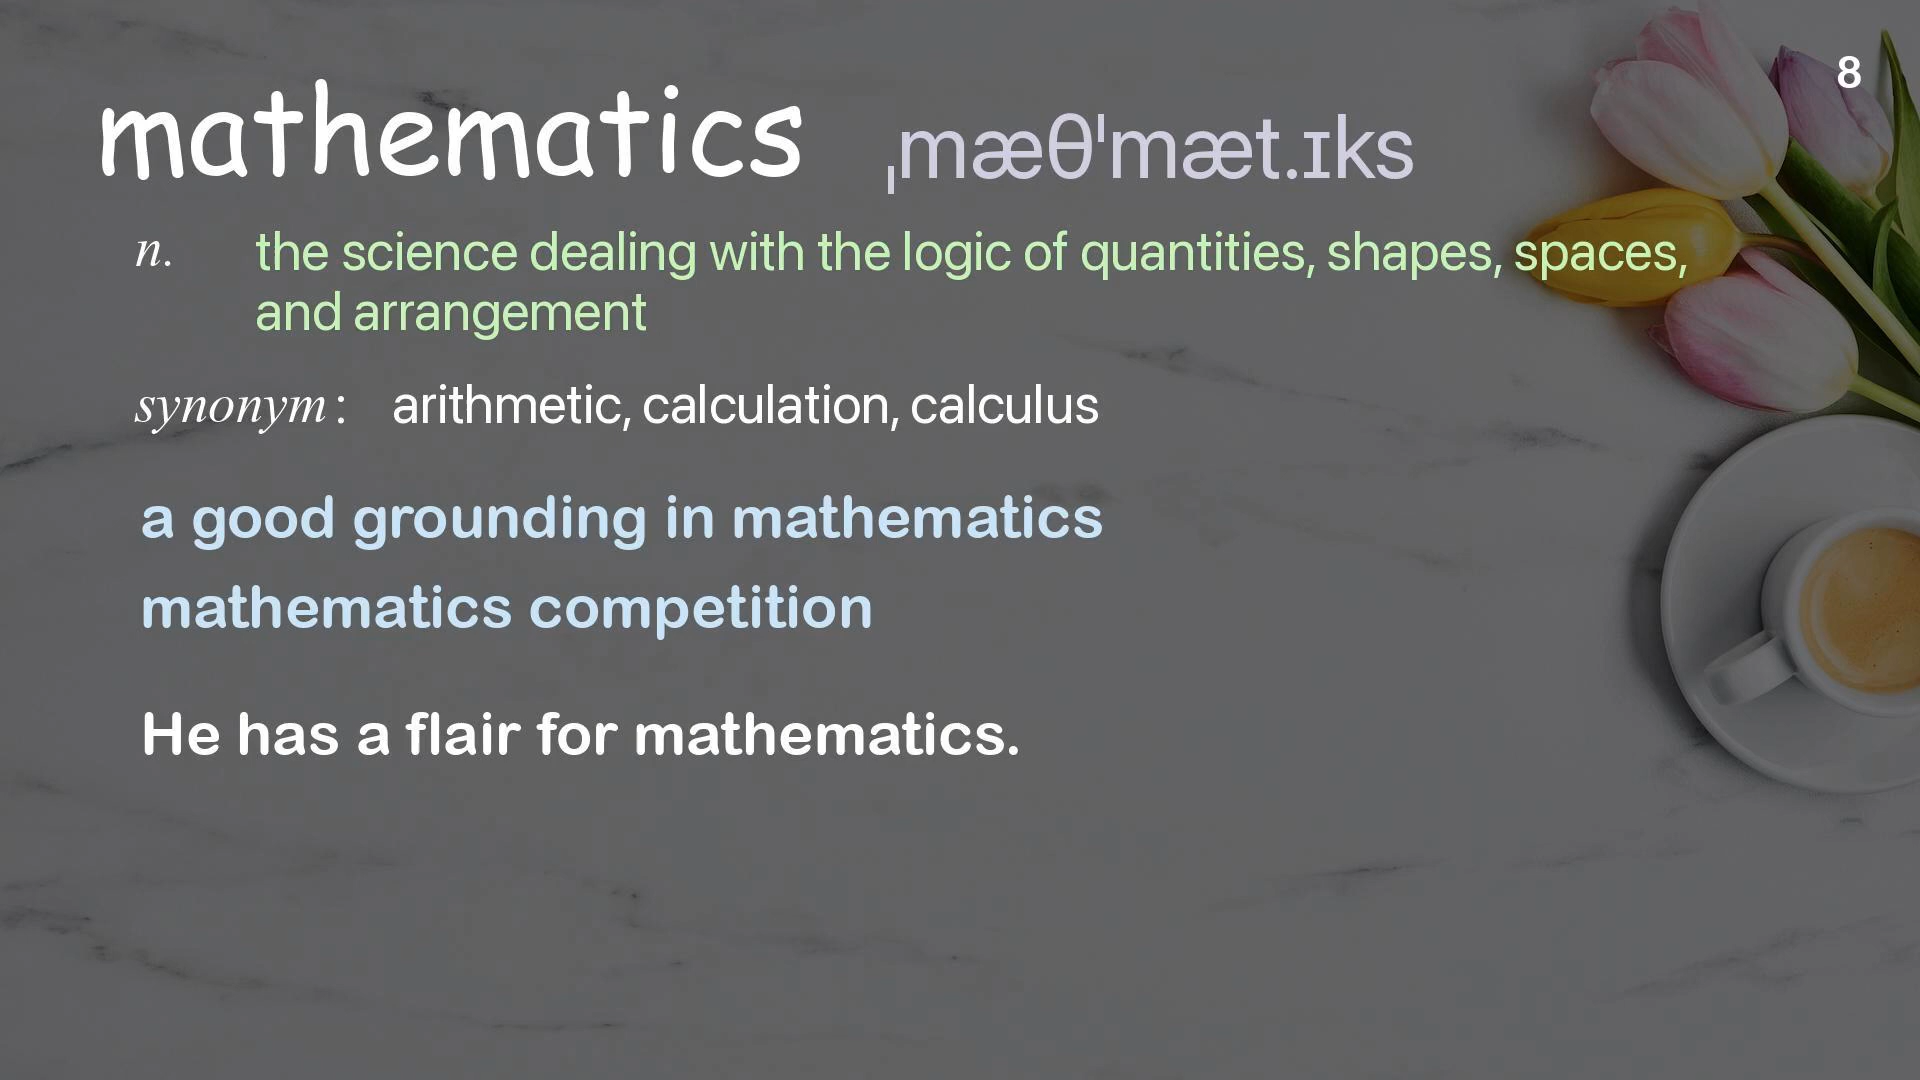 8
mathematics ˌmæθˈmæt.ɪks
n. the science dealing with the logic of quantities, shapes, spaces,
and arrangement
synonym: arithmetic, calculation, calculus
a good grounding in mathematics
mathematics competition
He has a flair for mathematics.